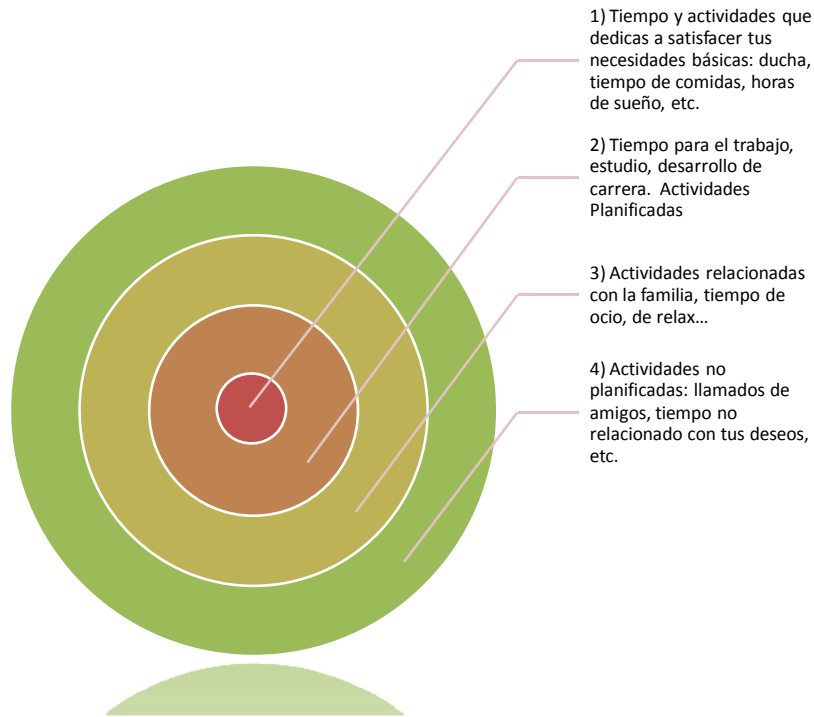 1) Tiempo y actividades que
dedicas a satisfacer tus
necesidades básicas: ducha,
tiempo de comidas, horas
de sueño, etc.
2) Tiempo para el trabajo,
estudio, desarrollo de
carrera.  Actividades
Planificadas
3) Actividades relacionadas
con la familia, tiempo de
ocio, de relax…
4) Actividades no
planificadas: llamados de
amigos, tiempo no
relacionado con tus deseos,
etc.